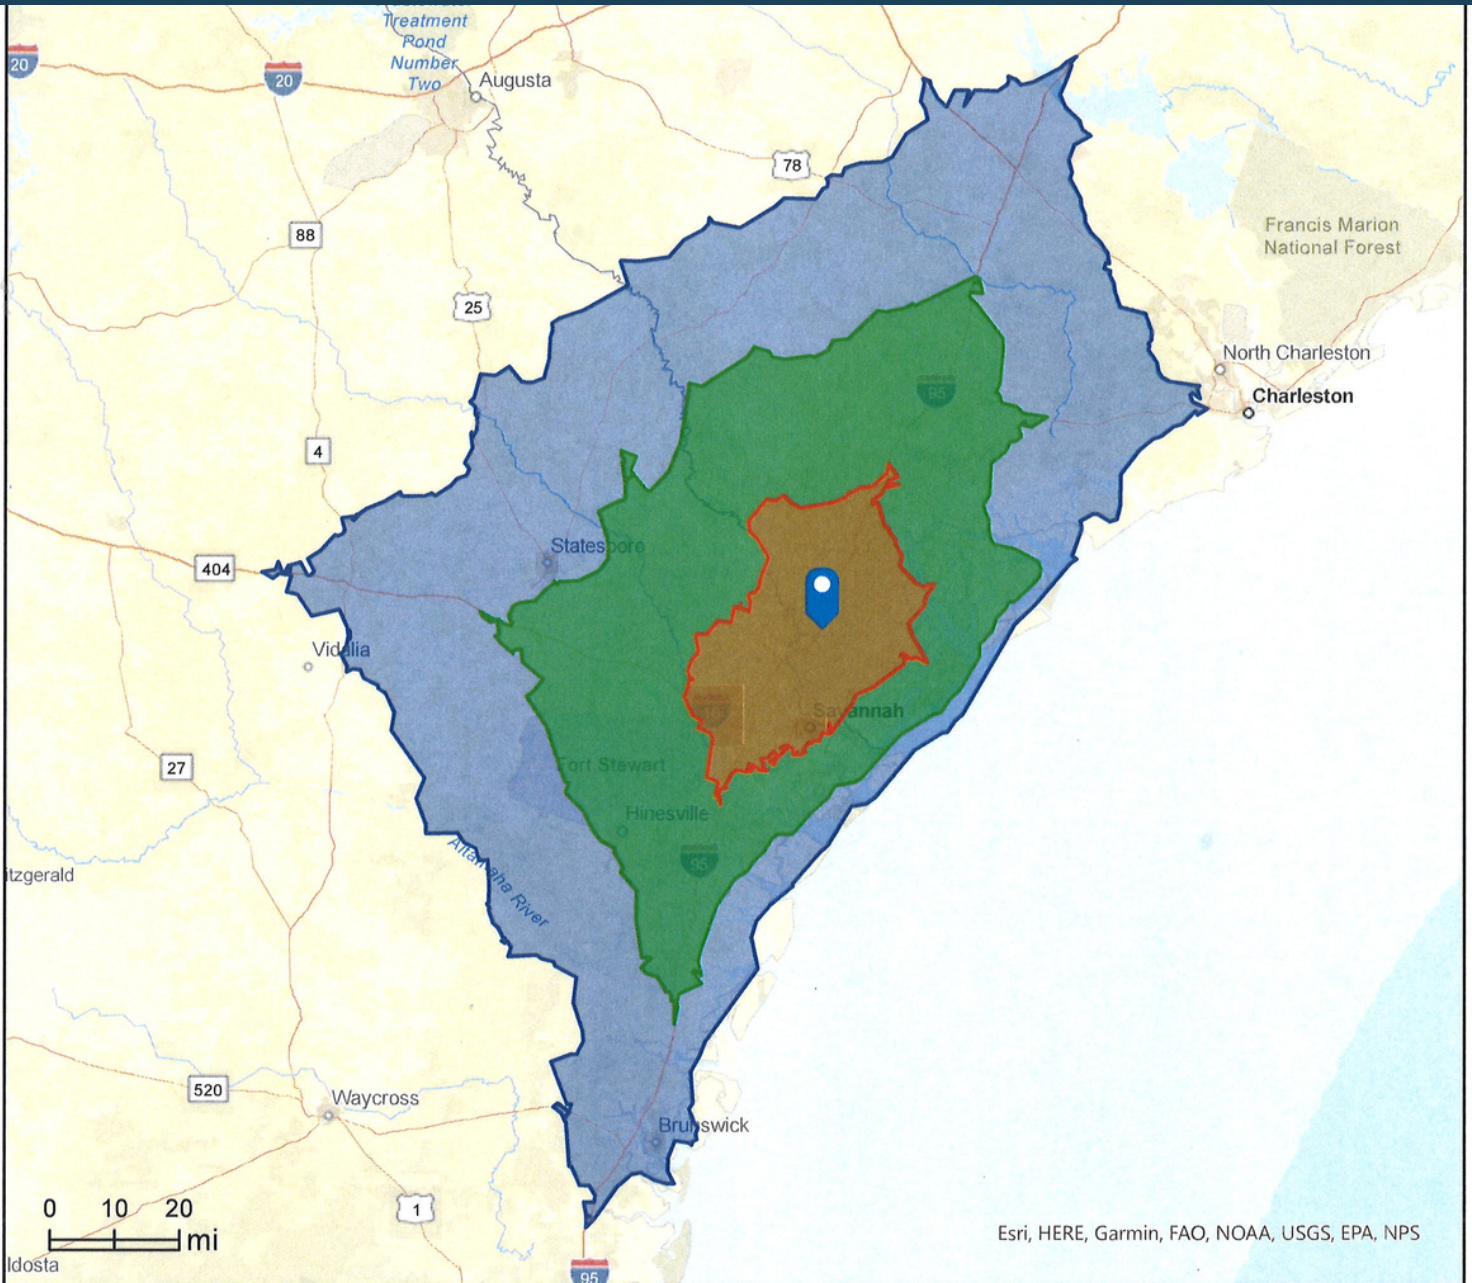 Treatment
Pond
Number
Two
20
20
Augusta
78
88
Francis Marion
National Forest
25
North Charleston
95
Charleston
4
Statesboro
404
Vidalia
Savannah
27
Fort Stewart
Hinesville
95
Altamaha River
itzgerald
520
Waycross
Brunswick
0 10 20
mi
1
Esri, HERE, Garmin, FAO, NOAA, USGS, EPA, NPS
ldosta
95